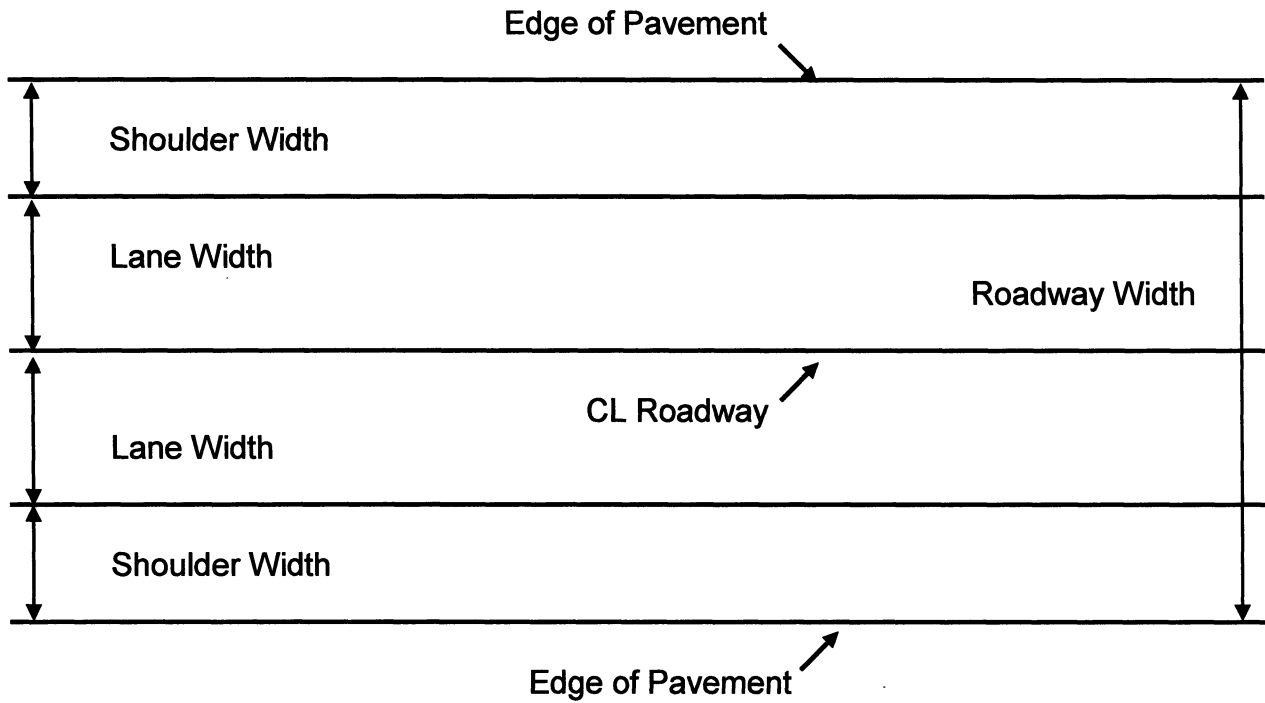 Edge of Pavement
Shoulder Width
Lane Width
Roadway Width
CL Roadway
Lane Width
Shoulder Width
Edge of Pavement